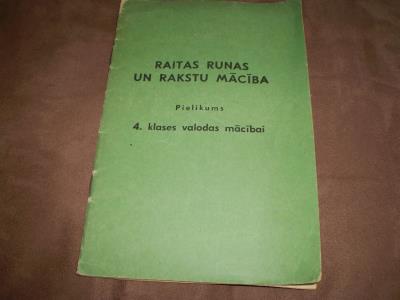 RAITAS RUNAS
UN RAKSTU MĀCĪBA
Pielikums
4. klases valodas mācībai